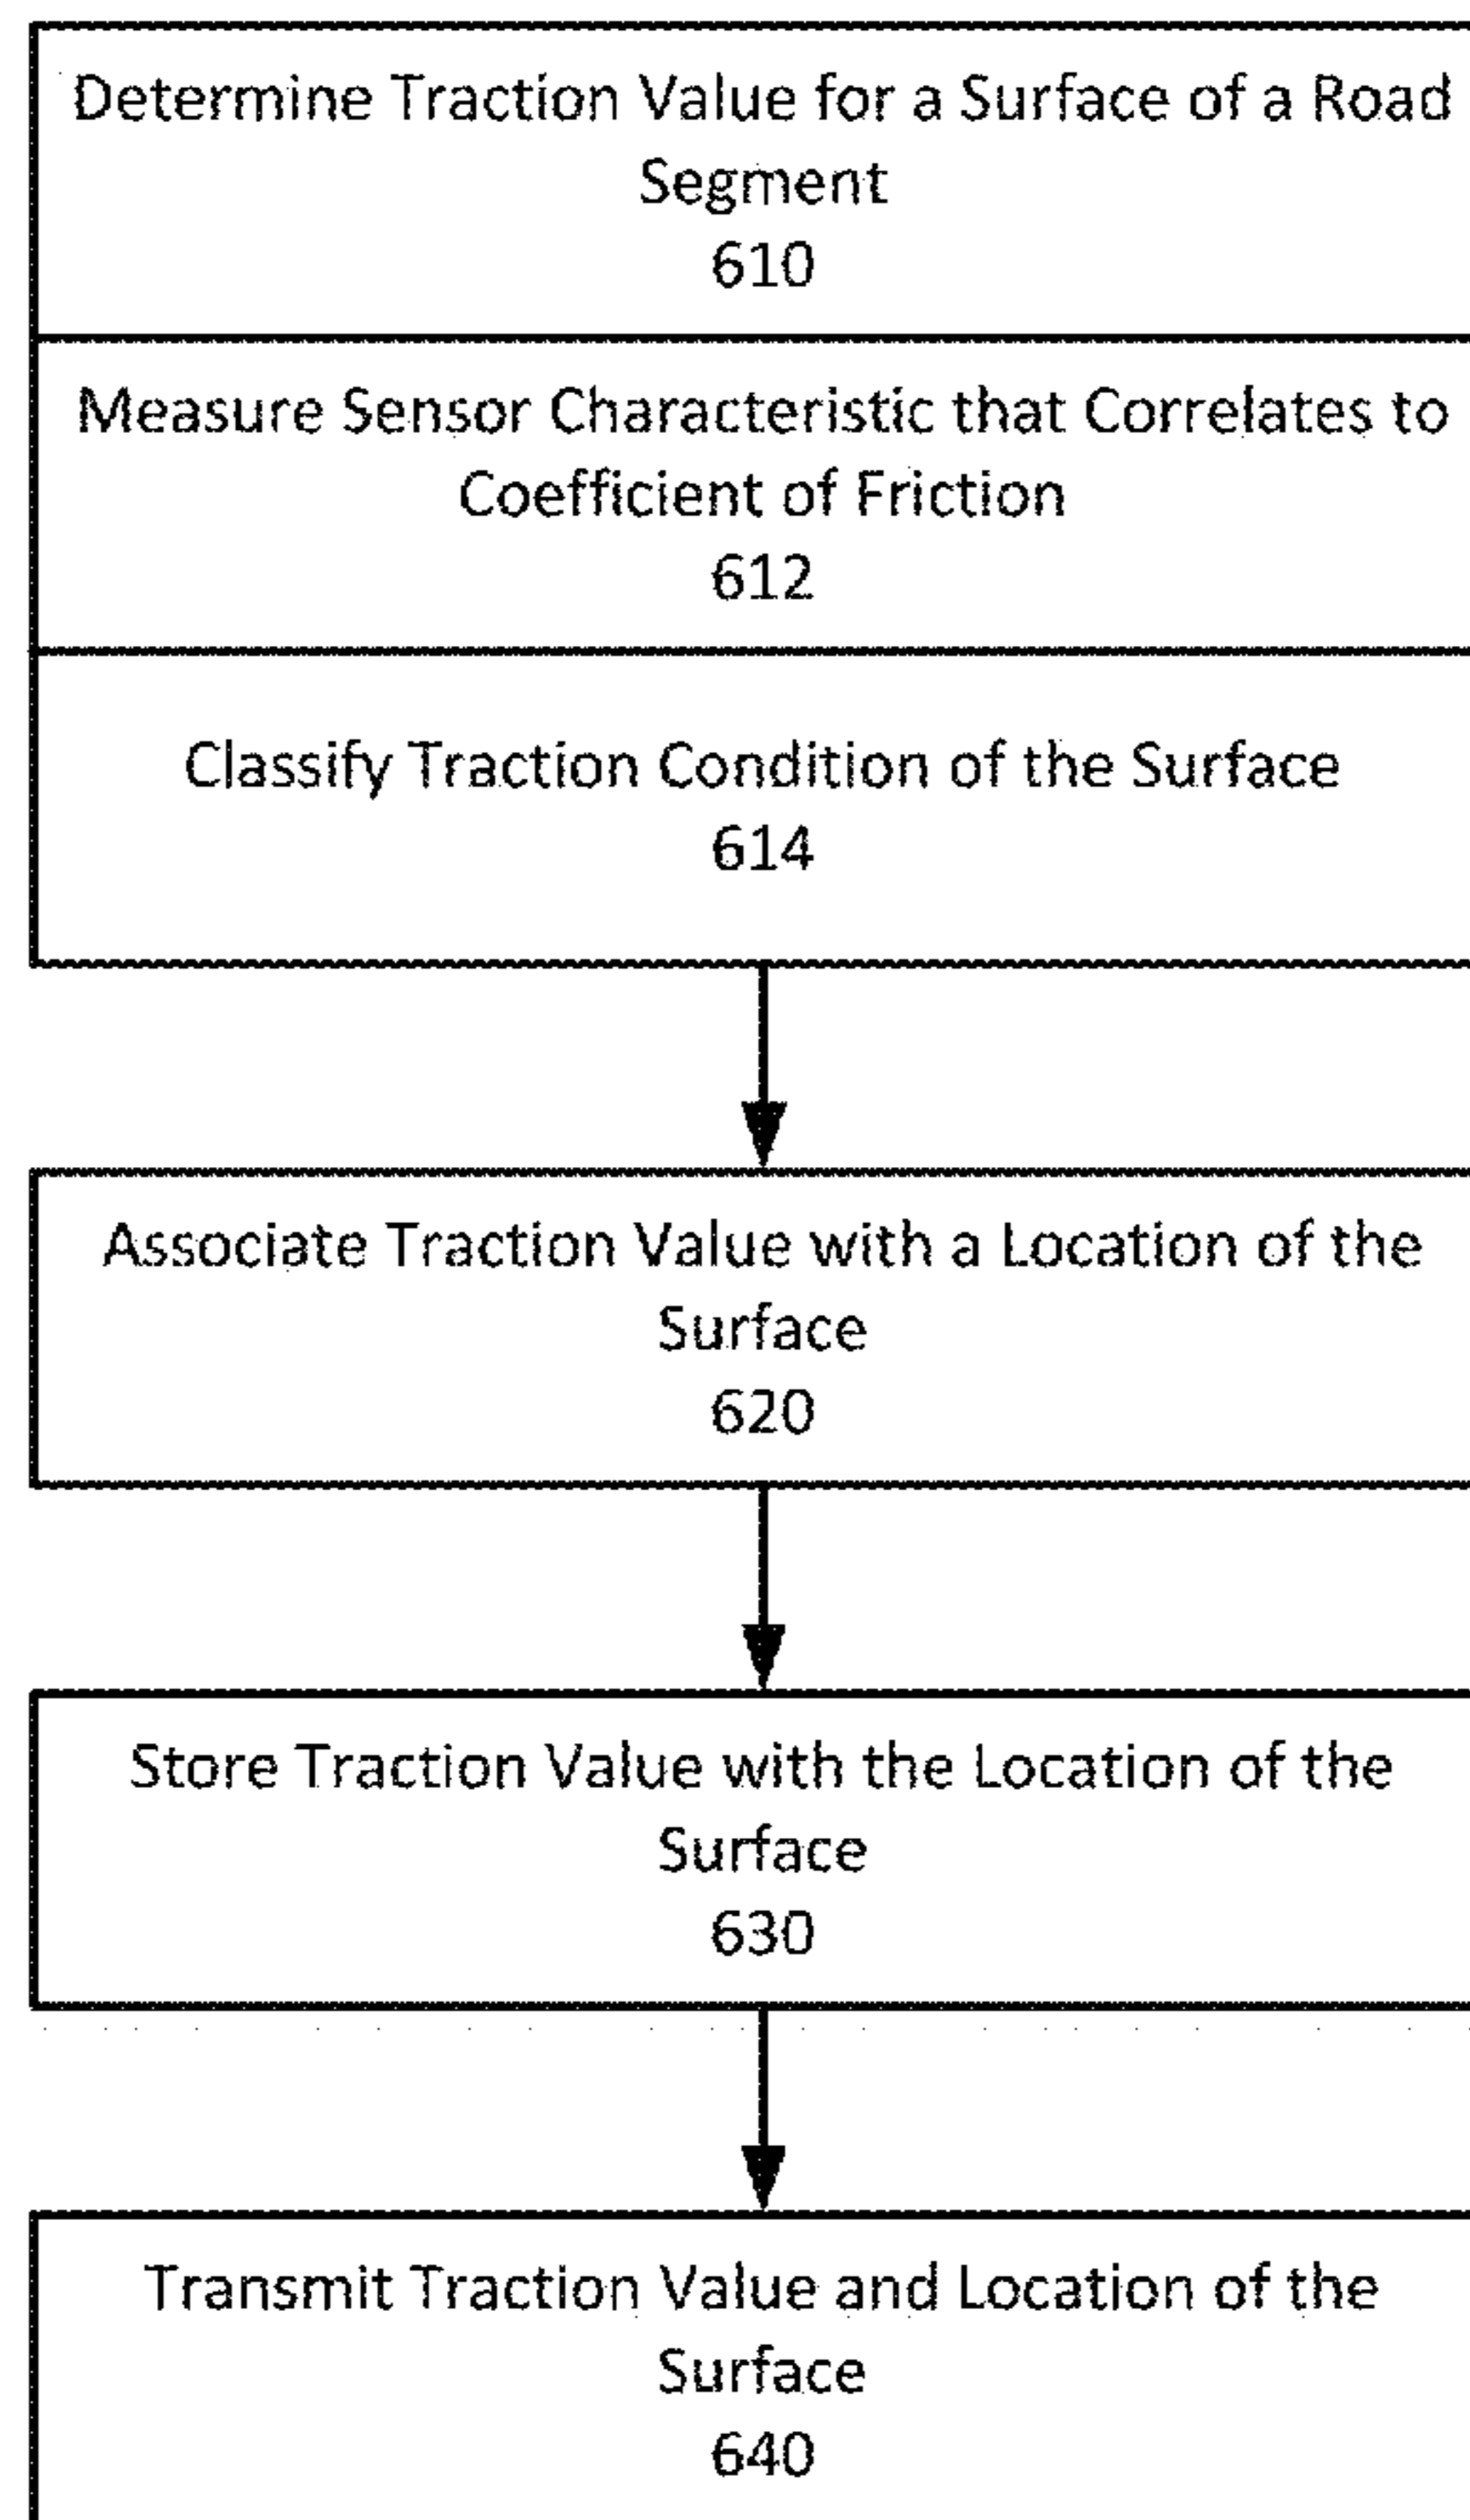 Determine Traction Value for a Surface of a Road
Segment
610
Measure Sensor Characteristic that Correlates to
Coefficient of Friction
612
Classify Traction Condition of the Surface
614
Associate Traction Value with a Location of the
Surface
620
Store Traction Value with the Location of the
Surface
630
Transmit Traction Value and Location of the
Surface
640